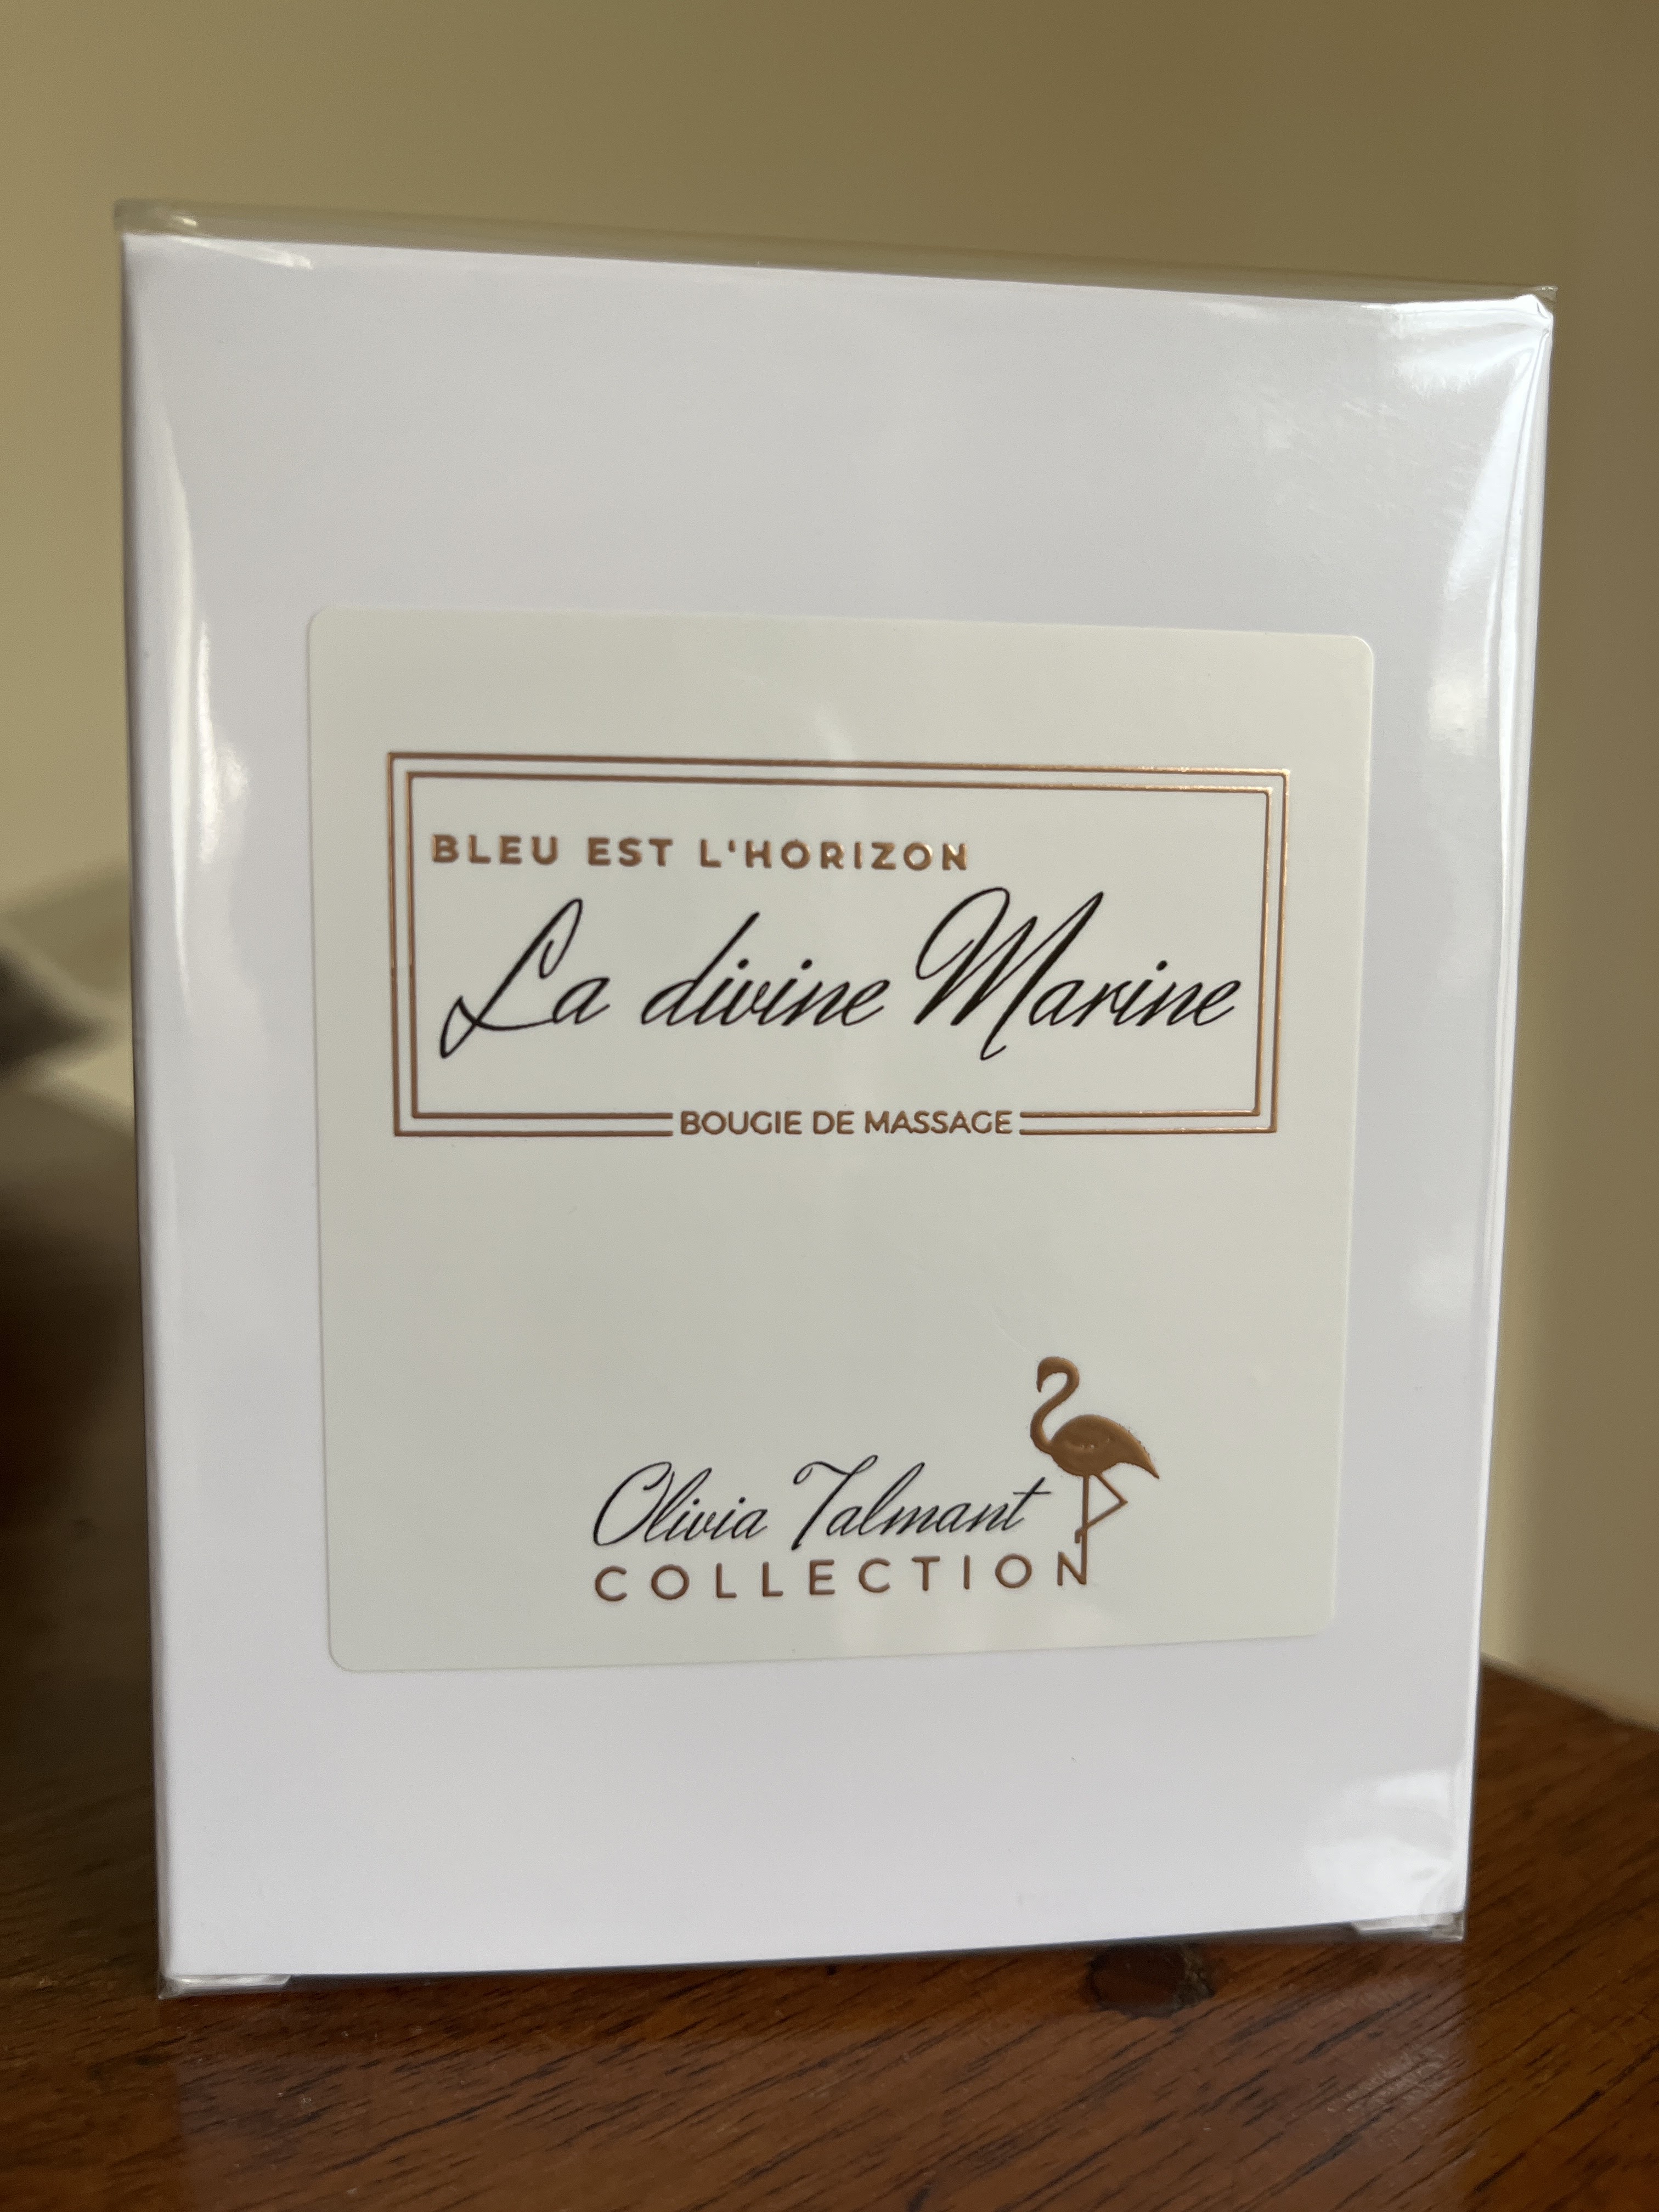 BLEU EST L'HORIZON
La divine Marine
BOUGIE DE MASSAGE
Olivia Talmant
COLLECTION